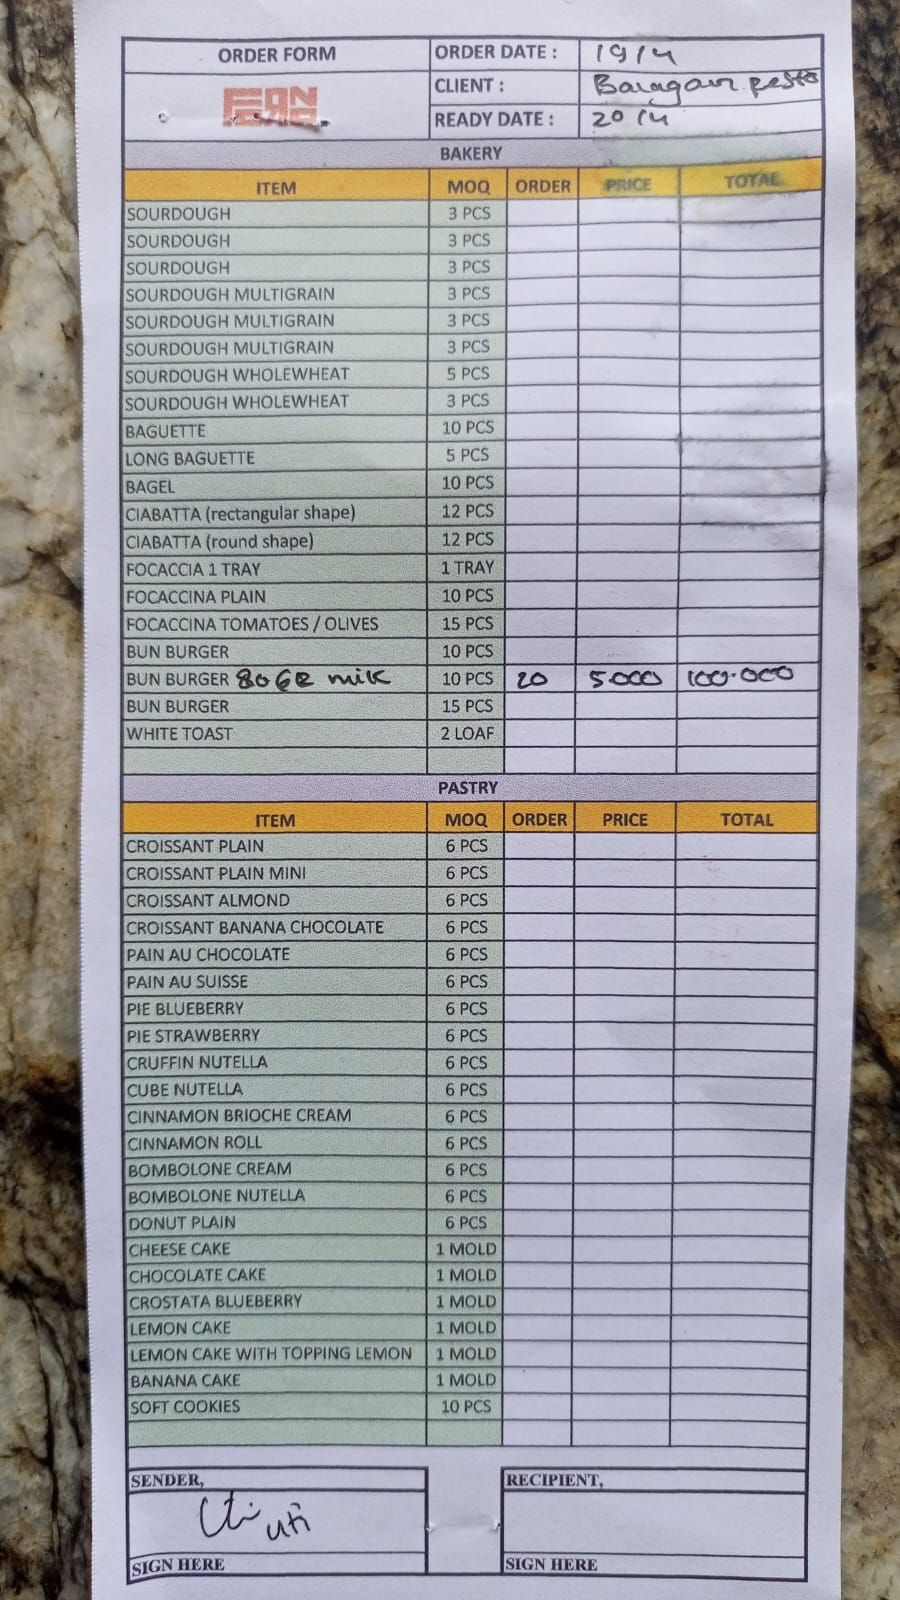 ORDER FORM
ORDER DATE : 19/4
CLIENT :
READY DATE : 20/4
BAKERY
ITEM MOQ ORDER PRICE TOTAL
SOURDOUGH 3 PCS
SOURDOUGH 3 PCS
SOURDOUGH 3 PCS
SOURDOUGH MULTIGRAIN 3 PCS
SOURDOUGH MULTIGRAIN 3 PCS
SOURDOUGH MULTIGRAIN 3 PCS
SOURDOUGH WHOLEWHEAT 5 PCS
SOURDOUGH WHOLEWHEAT 3 PCS
BAGUETTE 10 PCS
LONG BAGUETTE 5 PCS
BAGEL 10 PCS
CIABATTA (rectangular shape) 12 PCS
CIABATTA (round shape) 12 PCS
FOCACCIA 1 TRAY 1 TRAY
FOCACCINA PLAIN 10 PCS
FOCACCINA TOMATOES / OLIVES 15 PCS
BUN BURGER 10 PCS
BUN BURGER 10 PCS 20 5.000 100.000
BUN BURGER 15 PCS
WHITE TOAST 2 LOAF
PASTRY
ITEM MOQ ORDER PRICE TOTAL
CROISSANT PLAIN 6 PCS
CROISSANT PLAIN MINI 6 PCS
CROISSANT ALMOND 6 PCS
CROISSANT BANANA CHOCOLATE 6 PCS
PAIN AU CHOCOLATE 6 PCS
PAIN AU SUISSE 6 PCS
PIE BLUEBERRY 6 PCS
PIE STRAWBERRY 6 PCS
CRUFFIN NUTELLA 6 PCS
CUBE NUTELLA 6 PCS
CINNAMON BRIOCHE CREAM 6 PCS
CINNAMON ROLL 6 PCS
BOMBOLONE CREAM 6 PCS
BOMBOLONE NUTELLA 6 PCS
DONUT PLAIN 6 PCS
CHEESE CAKE 1 MOLD
CHOCOLATE CAKE 1 MOLD
CROSTATA BLUEBERRY 1 MOLD
LEMON CAKE 1 MOLD
LEMON CAKE WITH TOPPING LEMON 1 MOLD
BANANA CAKE 1 MOLD
SOFT COOKIES 10 PCS
SENDER, RECIPIENT,
uti
SIGN HERE SIGN HERE